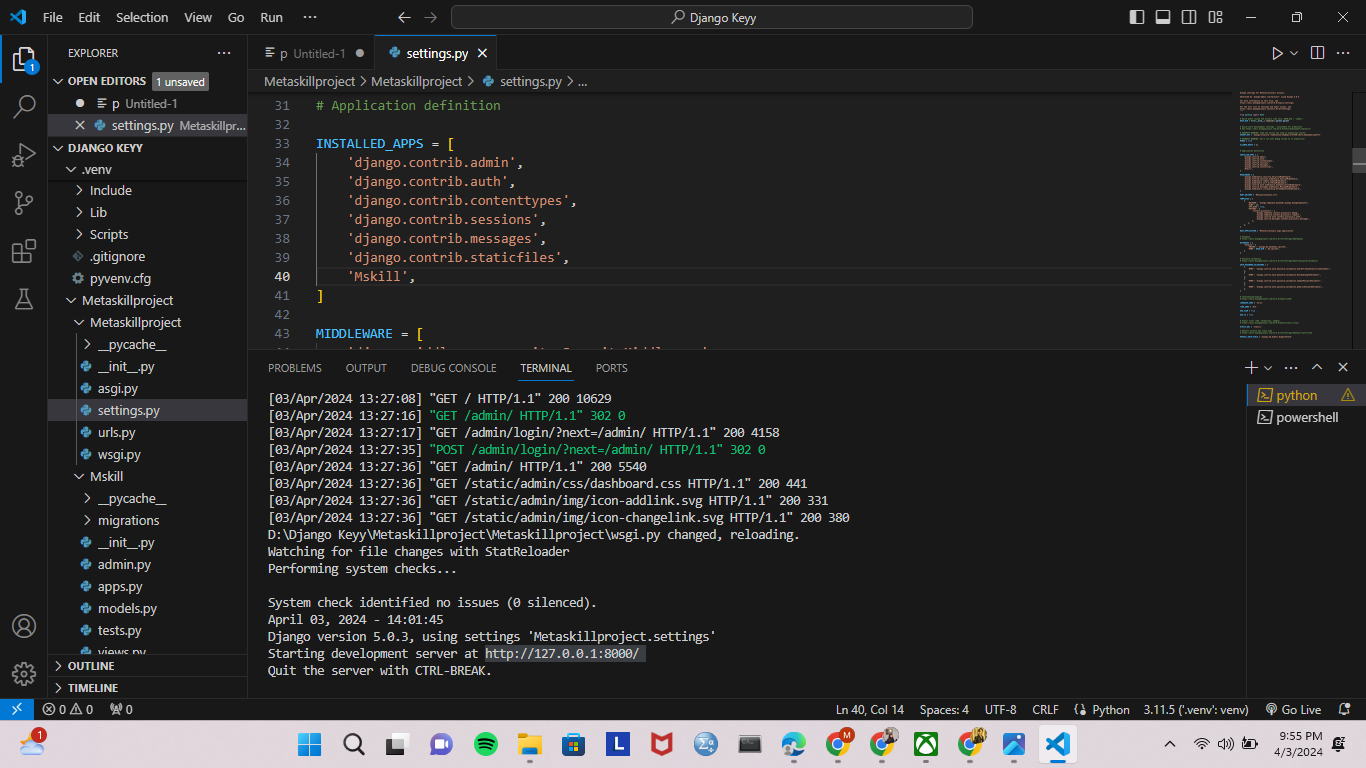 File Edit Selection View Go Run ··· Django Keyy
EXPLORER ···
OPEN EDITORS 1 unsaved
p Untitled-1
settings.py Metaskillpr...
DJANGO KEYY
.venv
Include
Lib
Scripts
.gitignore
pyvenv.cfg
Metaskillproject
Metaskillproject
__pycache__
__init__.py
asgi.py
settings.py
urls.py
wsgi.py
Mskill
__pycache__
migrations
__init__.py
admin.py
apps.py
models.py
tests.py
views.py
OUTLINE
TIMELINE
p Untitled-1 settings.py
Metaskillproject > Metaskillproject > settings.py > ...
31 # Application definition
32
33 INSTALLED_APPS = [
34 'django.contrib.admin',
35 'django.contrib.auth',
36 'django.contrib.contenttypes',
37 'django.contrib.sessions',
38 'django.contrib.messages',
39 'django.contrib.staticfiles',
40 'Mskill',
41 ]
42
43 MIDDLEWARE = [
PROBLEMS OUTPUT DEBUG CONSOLE TERMINAL PORTS
[03/Apr/2024 13:27:08] "GET / HTTP/1.1" 200 10629
[03/Apr/2024 13:27:16] "GET /admin/ HTTP/1.1" 302 0
[03/Apr/2024 13:27:17] "GET /admin/login/?next=/admin/ HTTP/1.1" 200 4158
[03/Apr/2024 13:27:35] "POST /admin/login/?next=/admin/ HTTP/1.1" 302 0
[03/Apr/2024 13:27:36] "GET /admin/ HTTP/1.1" 200 5540
[03/Apr/2024 13:27:36] "GET /static/admin/css/dashboard.css HTTP/1.1" 200 441
[03/Apr/2024 13:27:36] "GET /static/admin/img/icon-addlink.svg HTTP/1.1" 200 331
[03/Apr/2024 13:27:36] "GET /static/admin/img/icon-changelink.svg HTTP/1.1" 200 380
D:\Django Keyy\Metaskillproject\Metaskillproject\wsgi.py changed, reloading.
Watching for file changes with StatReloader
Performing system checks...
System check identified no issues (0 silenced).
April 03, 2024 - 14:01:45
Django version 5.0.3, using settings 'Metaskillproject.settings'
Starting development server at http://127.0.0.1:8000/
Quit the server with CTRL-BREAK.
python
powershell
0 0 0 Ln 40, Col 14 Spaces: 4 UTF-8 CRLF Python 3.11.5 ('.venv': venv) Go Live
9:55 PM
4/3/2024